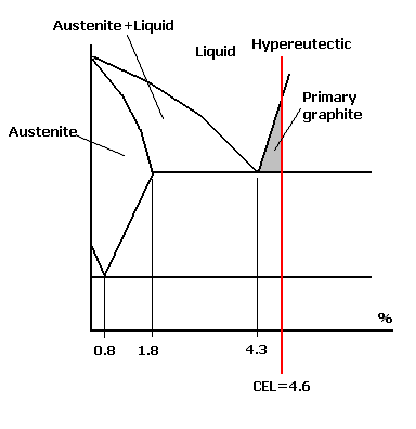 Austenite +Liquid
Liquid
Hypereutectic
Primary
graphite
Austenite
%
0.8
1.8
4.3
CEL=4.6